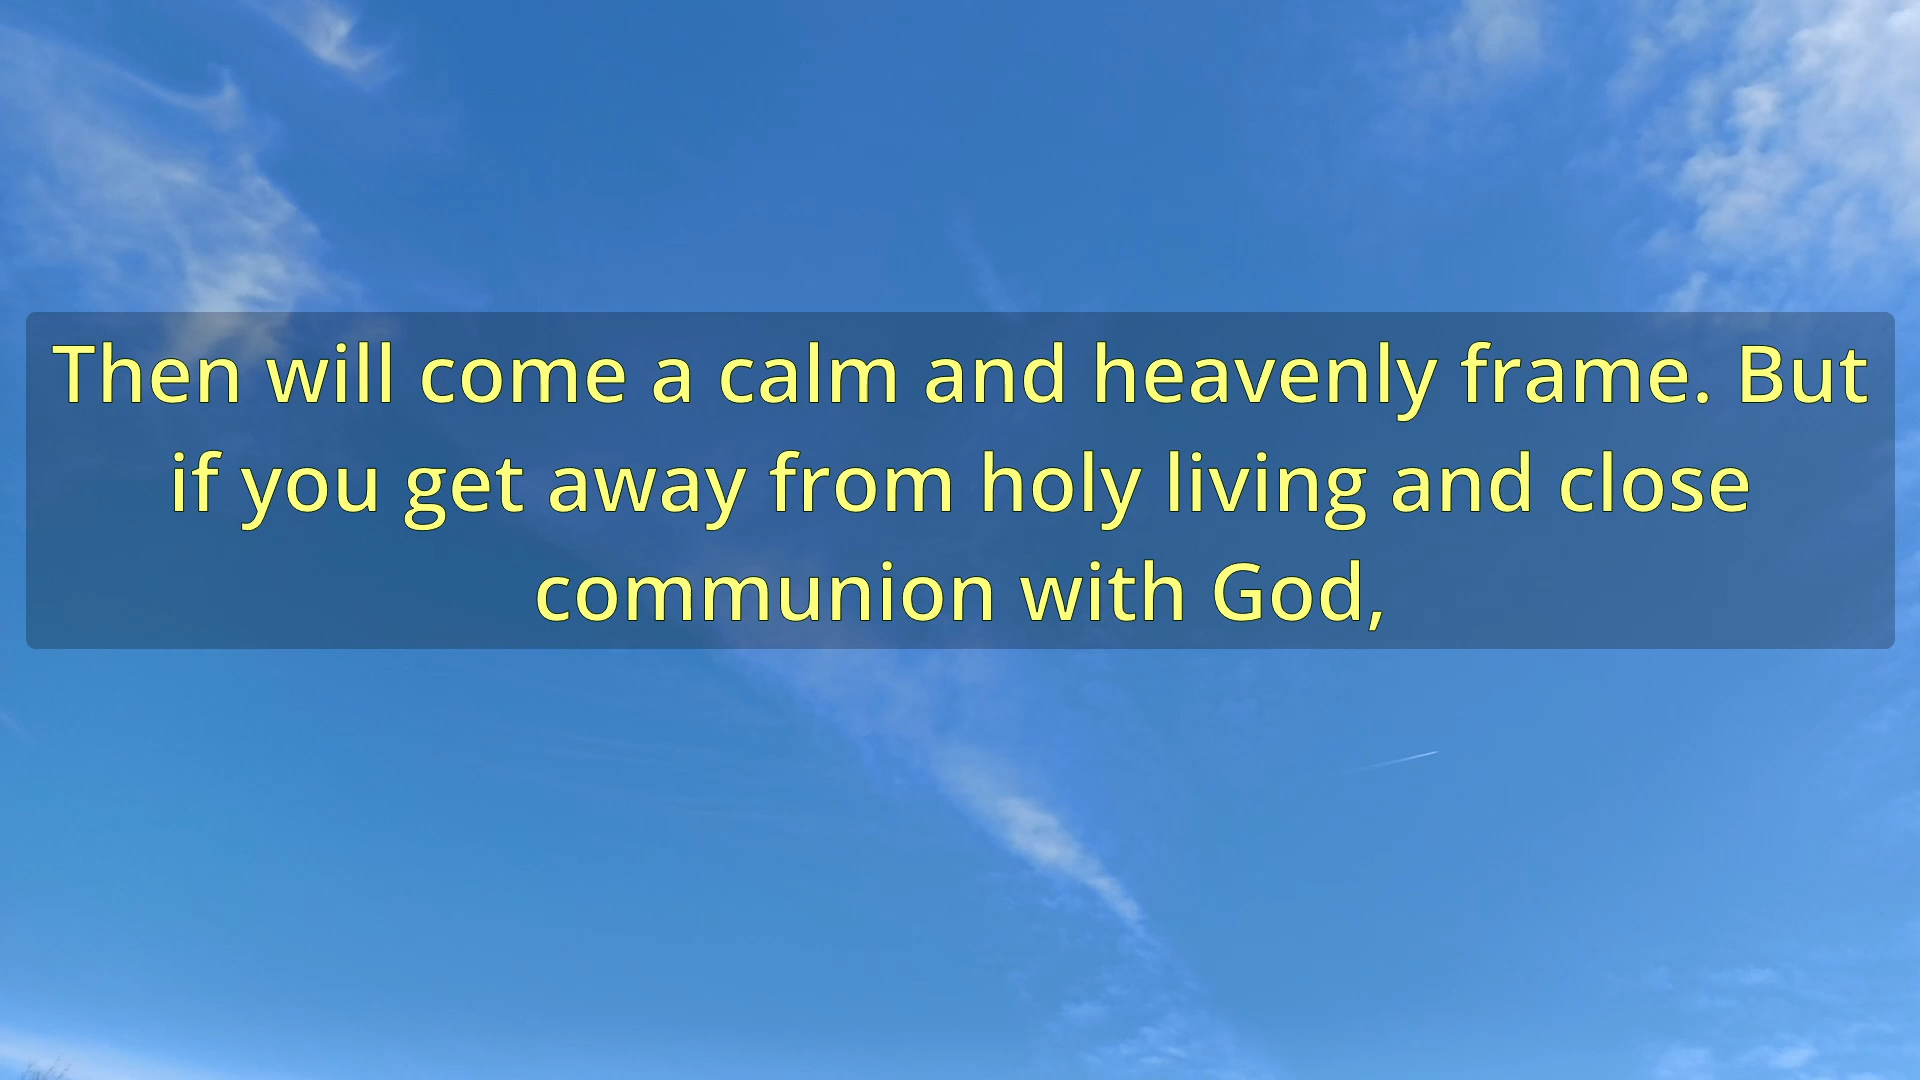 Then will come a calm and heavenly frame. But
if you get away from holy living and close
communion with God,